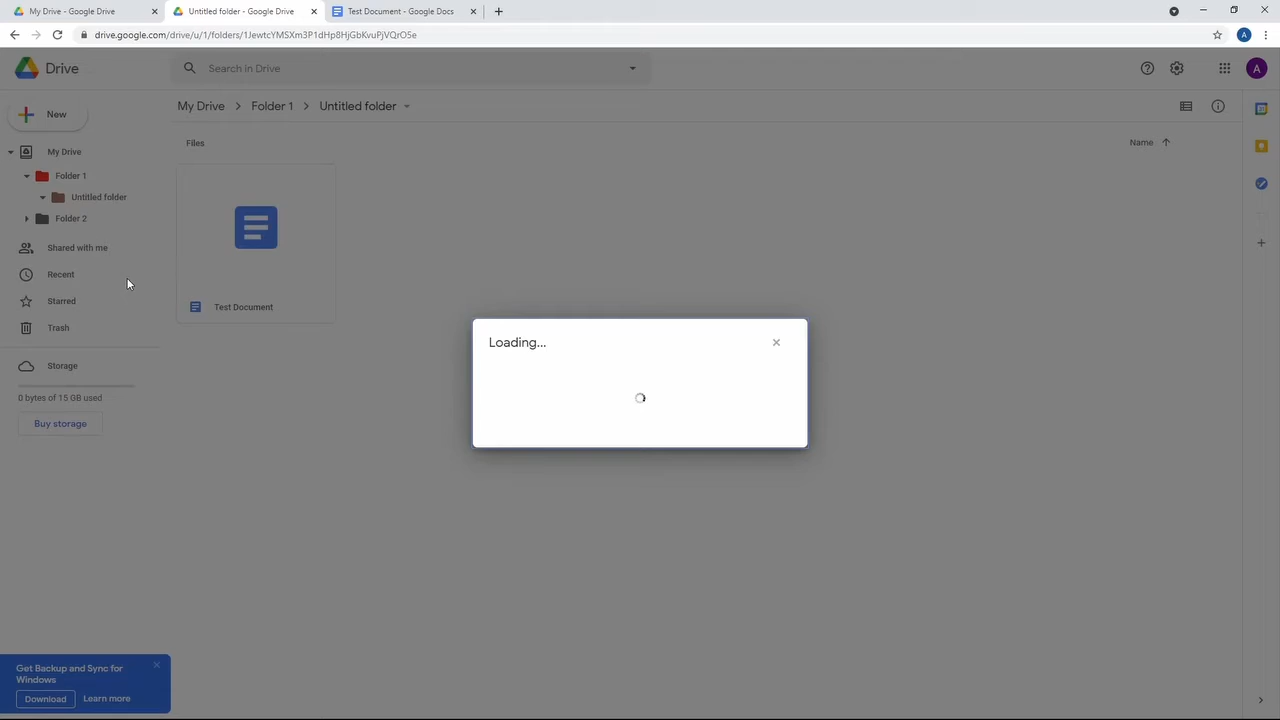 My Drive - Google Drive
Untitled folder - Google Drive
Test Document - Google Docs
drive.google.com/drive/u/1/folders/1JewtcYMSXm3P1dHp8HjGbKvuPjVQrO5e
A
Drive
Search in Drive
A
New
My Drive > Folder 1 > Untitled folder
Files
Name
My Drive
Folder 1
Untitled folder
Folder 2
Shared with me
Recent
Starred
Trash
Storage
0 bytes of 15 GB used
Buy storage
Test Document
Loading...
Get Backup and Sync for
Windows
Download
Learn more